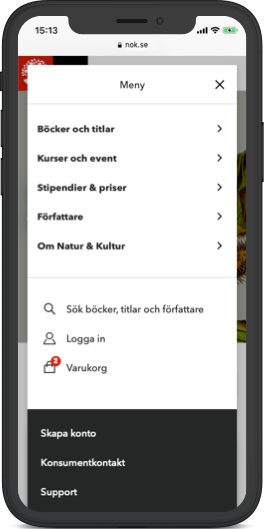 15:13
nok.se
Meny
Böcker och titlar
Kurser och event
Stipendier & priser
Författare
Om Natur & Kultur
Sök böcker, titlar och författare
Logga in
2
Varukorg
Skapa konto
Konsumentkontakt
Support